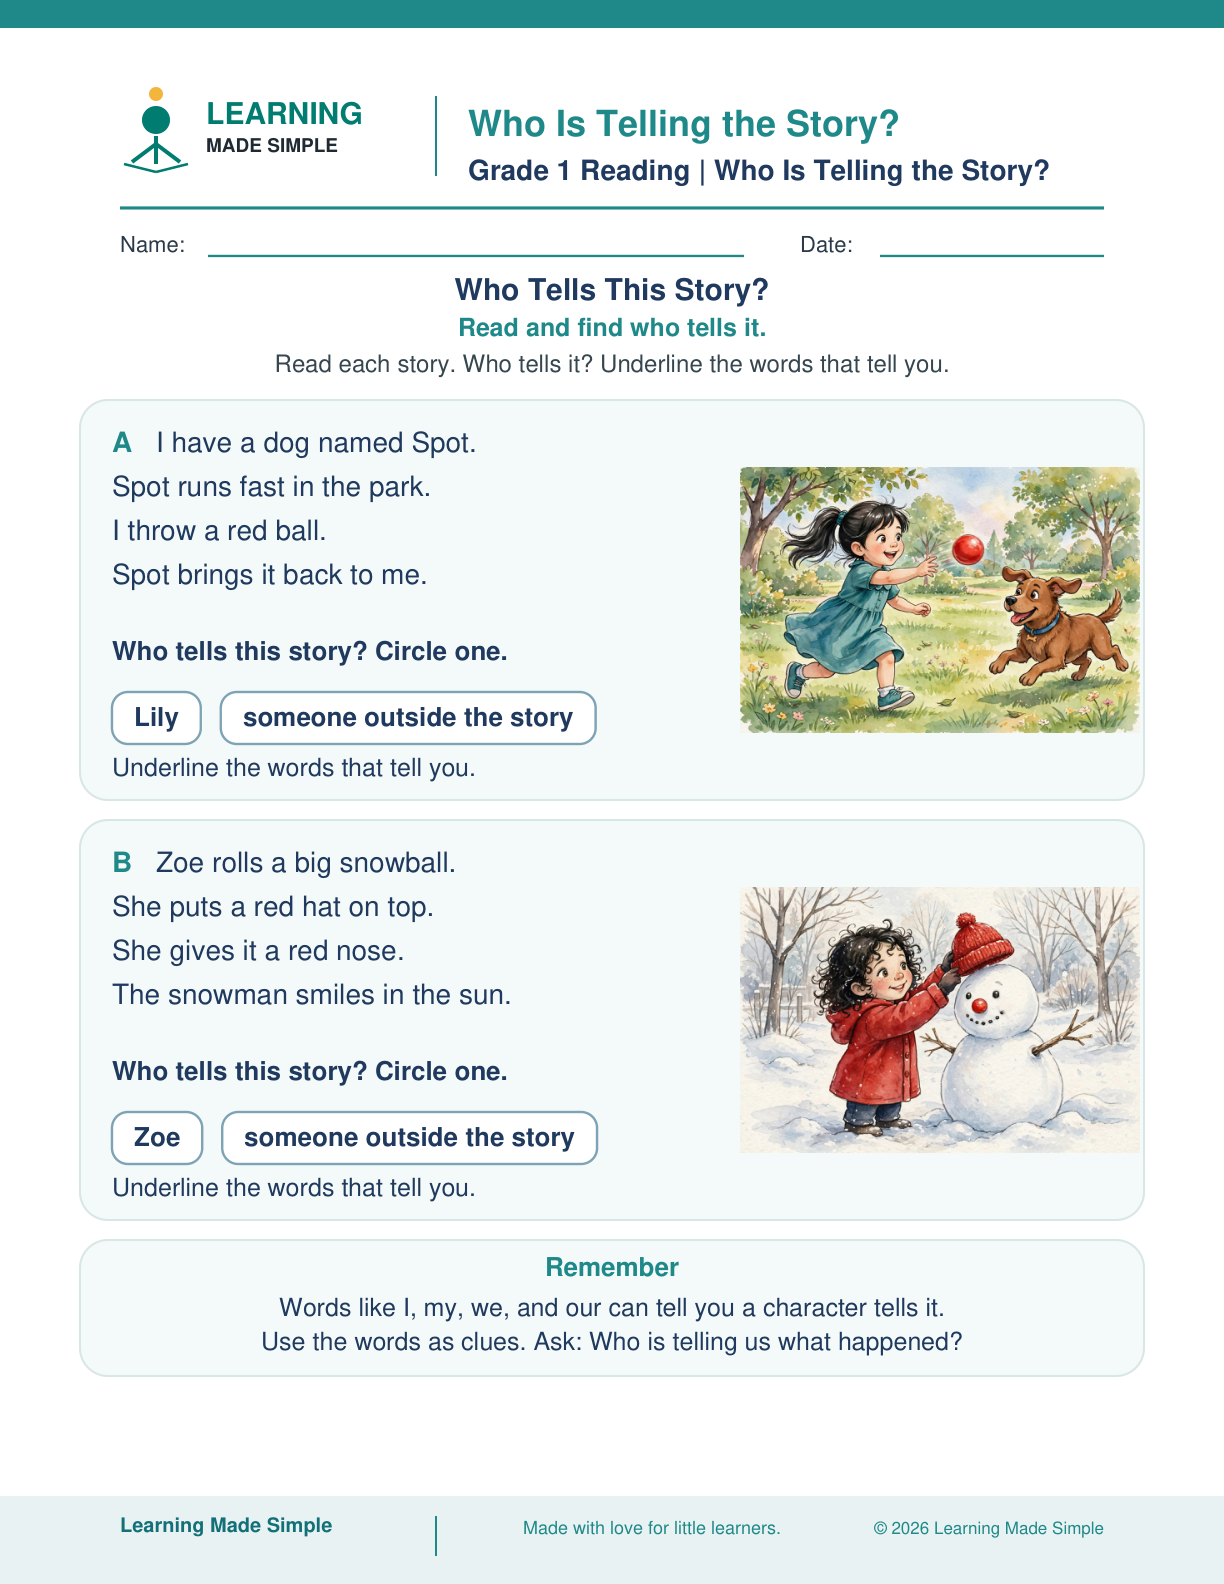 LEARNING
MADE SIMPLE
Who Is Telling the Story?
Grade 1 Reading | Who Is Telling the Story?
Name:
Date:
Who Tells This Story?
Read and find who tells it.
Read each story. Who tells it? Underline the words that tell you.
A I have a dog named Spot.
Spot runs fast in the park.
I throw a red ball.
Spot brings it back to me.
Who tells this story? Circle one.
Lily
someone outside the story
Underline the words that tell you.
B Zoe rolls a big snowball.
She puts a red hat on top.
She gives it a red nose.
The snowman smiles in the sun.
Who tells this story? Circle one.
Zoe
someone outside the story
Underline the words that tell you.
Remember
Words like I, my, we, and our can tell you a character tells it.
Use the words as clues. Ask: Who is telling us what happened?
Learning Made Simple
Made with love for little learners.
© 2026 Learning Made Simple